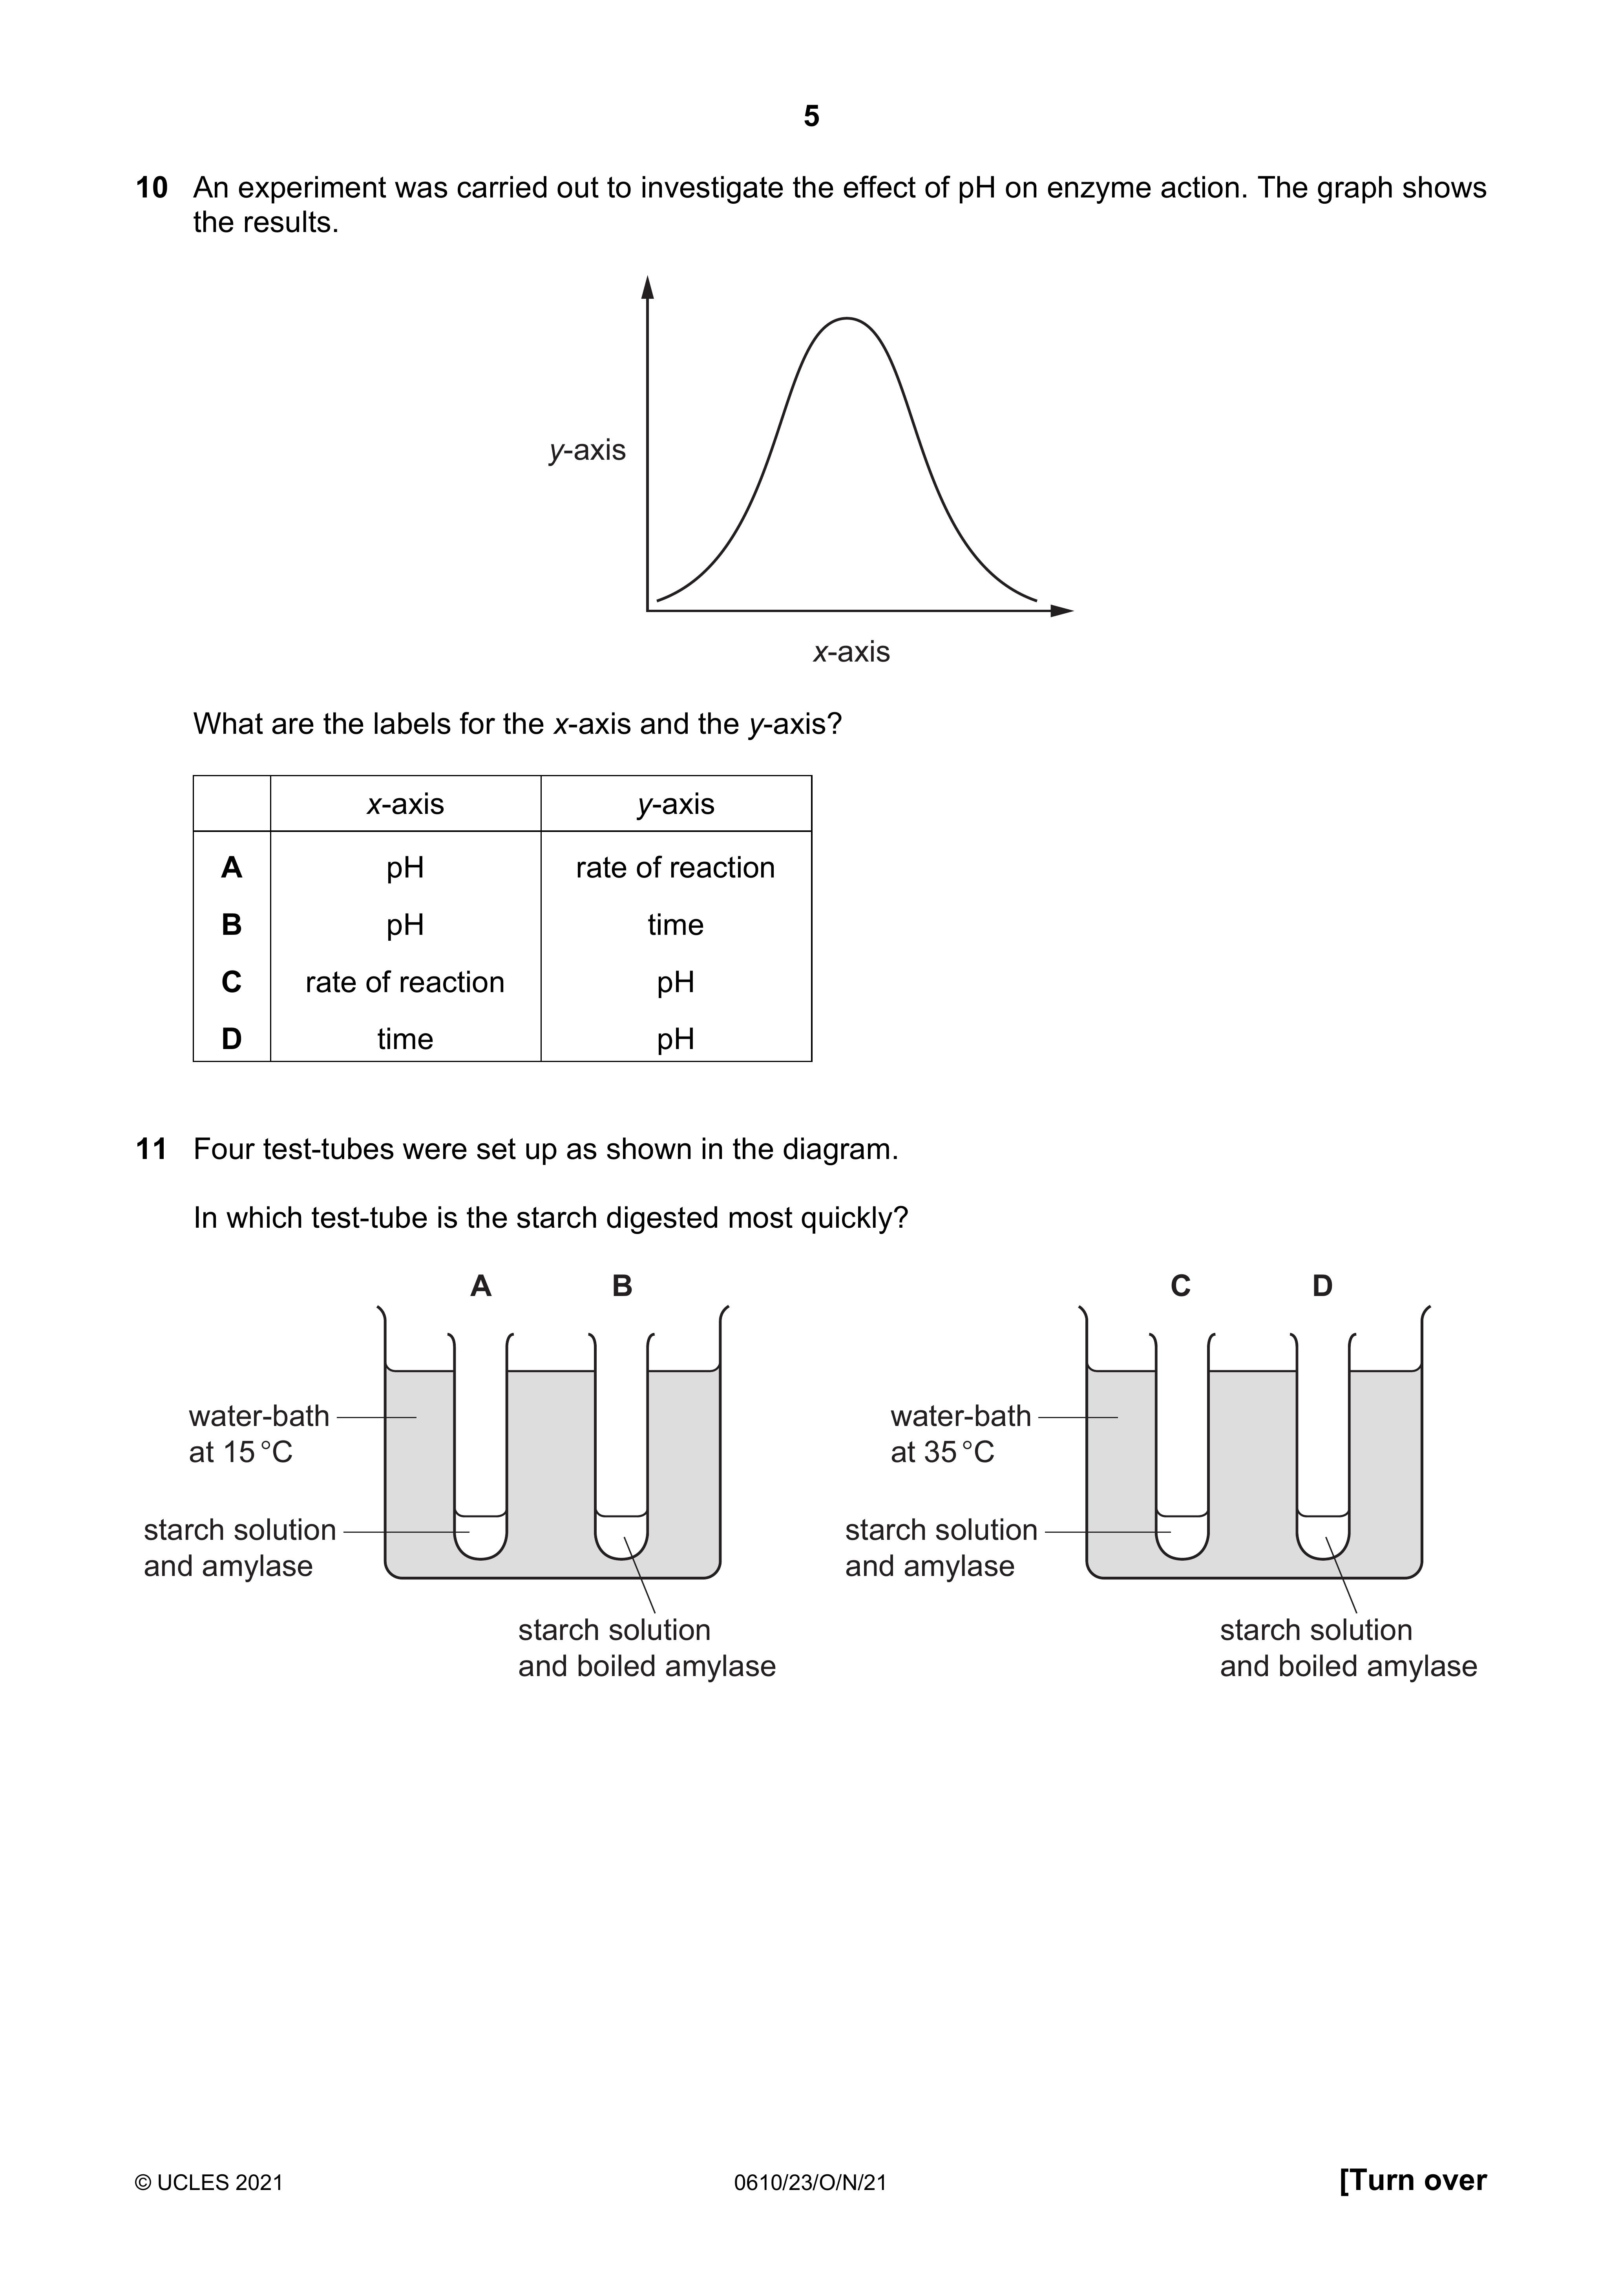 5
10 An experiment was carried out to investigate the effect of pH on enzyme action. The graph shows
the results.
y-axis
x-axis
What are the labels for the x-axis and the y-axis?
x-axis y-axis
A pH rate of reaction
B pH time
C rate of reaction pH
D time pH
11 Four test-tubes were set up as shown in the diagram.
In which test-tube is the starch digested most quickly?
A B
water-bath
at 15 °C
starch solution
and amylase
starch solution
and boiled amylase
C D
water-bath
at 35 °C
starch solution
and amylase
starch solution
and boiled amylase
© UCLES 2021 0610/23/O/N/21 [Turn over